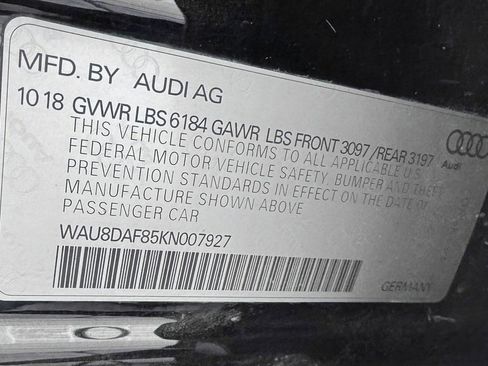 MFD. BY AUDI AG
10 18 GVWR LBS 6184 GAWR LBS FRONT 3097 / REAR 3197
THIS VEHICLE CONFORMS TO ALL APPLICABLE U.S.
FEDERAL MOTOR VEHICLE SAFETY, BUMPER AND THEFT
PREVENTION STANDARDS IN EFFECT ON THE DATE OF
MANUFACTURE SHOWN ABOVE
PASSENGER CAR
Audi
WAU8DAF85KN007927
GERMANY